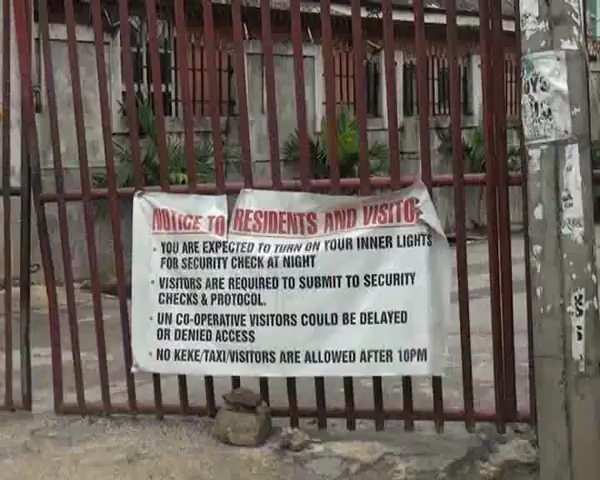 NOTICE TO RESIDENTS AND VISITO
• YOU ARE EXPECTED TO TURN ON YOUR INNER LIGHTS
FOR SECURITY CHECK AT NIGHT
• VISITORS ARE REQUIRED TO SUBMIT TO SECURITY
CHECKS & PROTOCOL.
• UN CO-OPERATIVE VISITORS COULD BE DELAYED
OR DENIED ACCESS
• NO KEKE/TAXI/VISITORS ARE ALLOWED AFTER 10PM